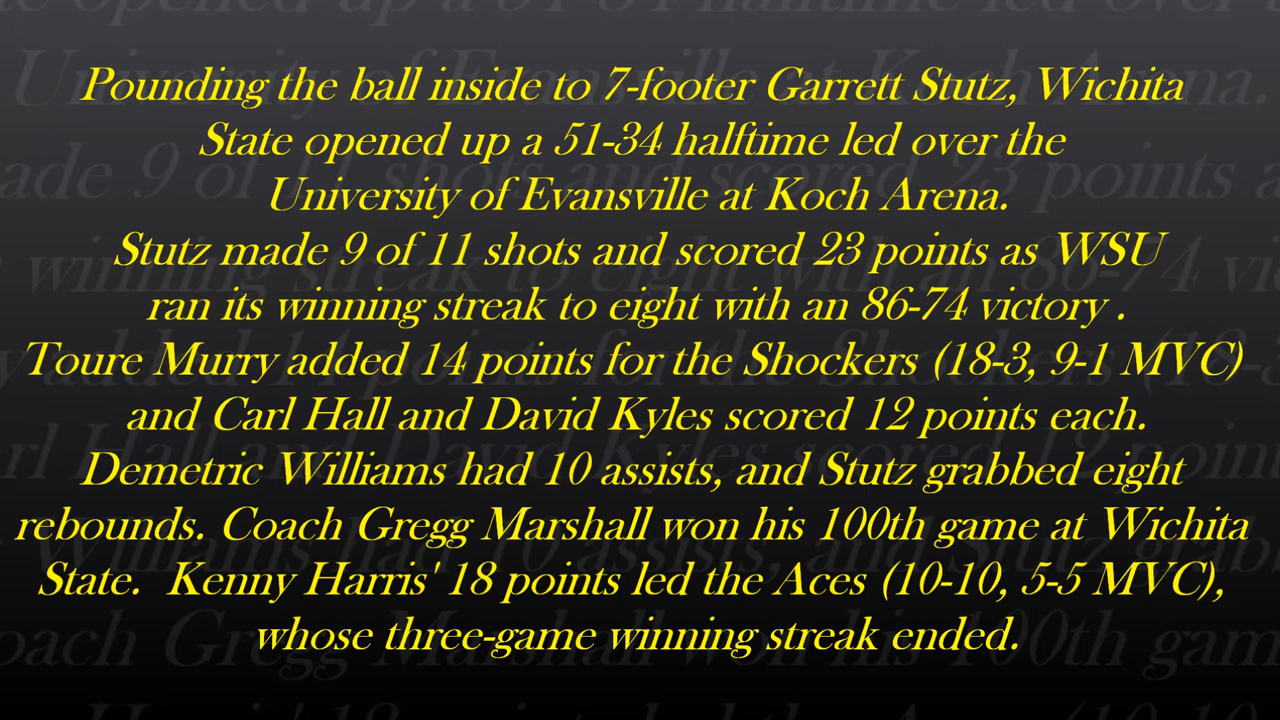 Pounding the ball inside to 7-footer Garrett Stutz, Wichita
State opened up a 51-34 halftime led over the
University of Evansville at Koch Arena.
Stutz made 9 of 11 shots and scored 23 points as WSU
ran its winning streak to eight with an 86-74 victory .
Toure Murry added 14 points for the Shockers (18-3, 9-1 MVC)
and Carl Hall and David Kyles scored 12 points each.
Demetric Williams had 10 assists, and Stutz grabbed eight
rebounds. Coach Gregg Marshall won his 100th game at Wichita
State.  Kenny Harris' 18 points led the Aces (10-10, 5-5 MVC),
whose three-game winning streak ended.